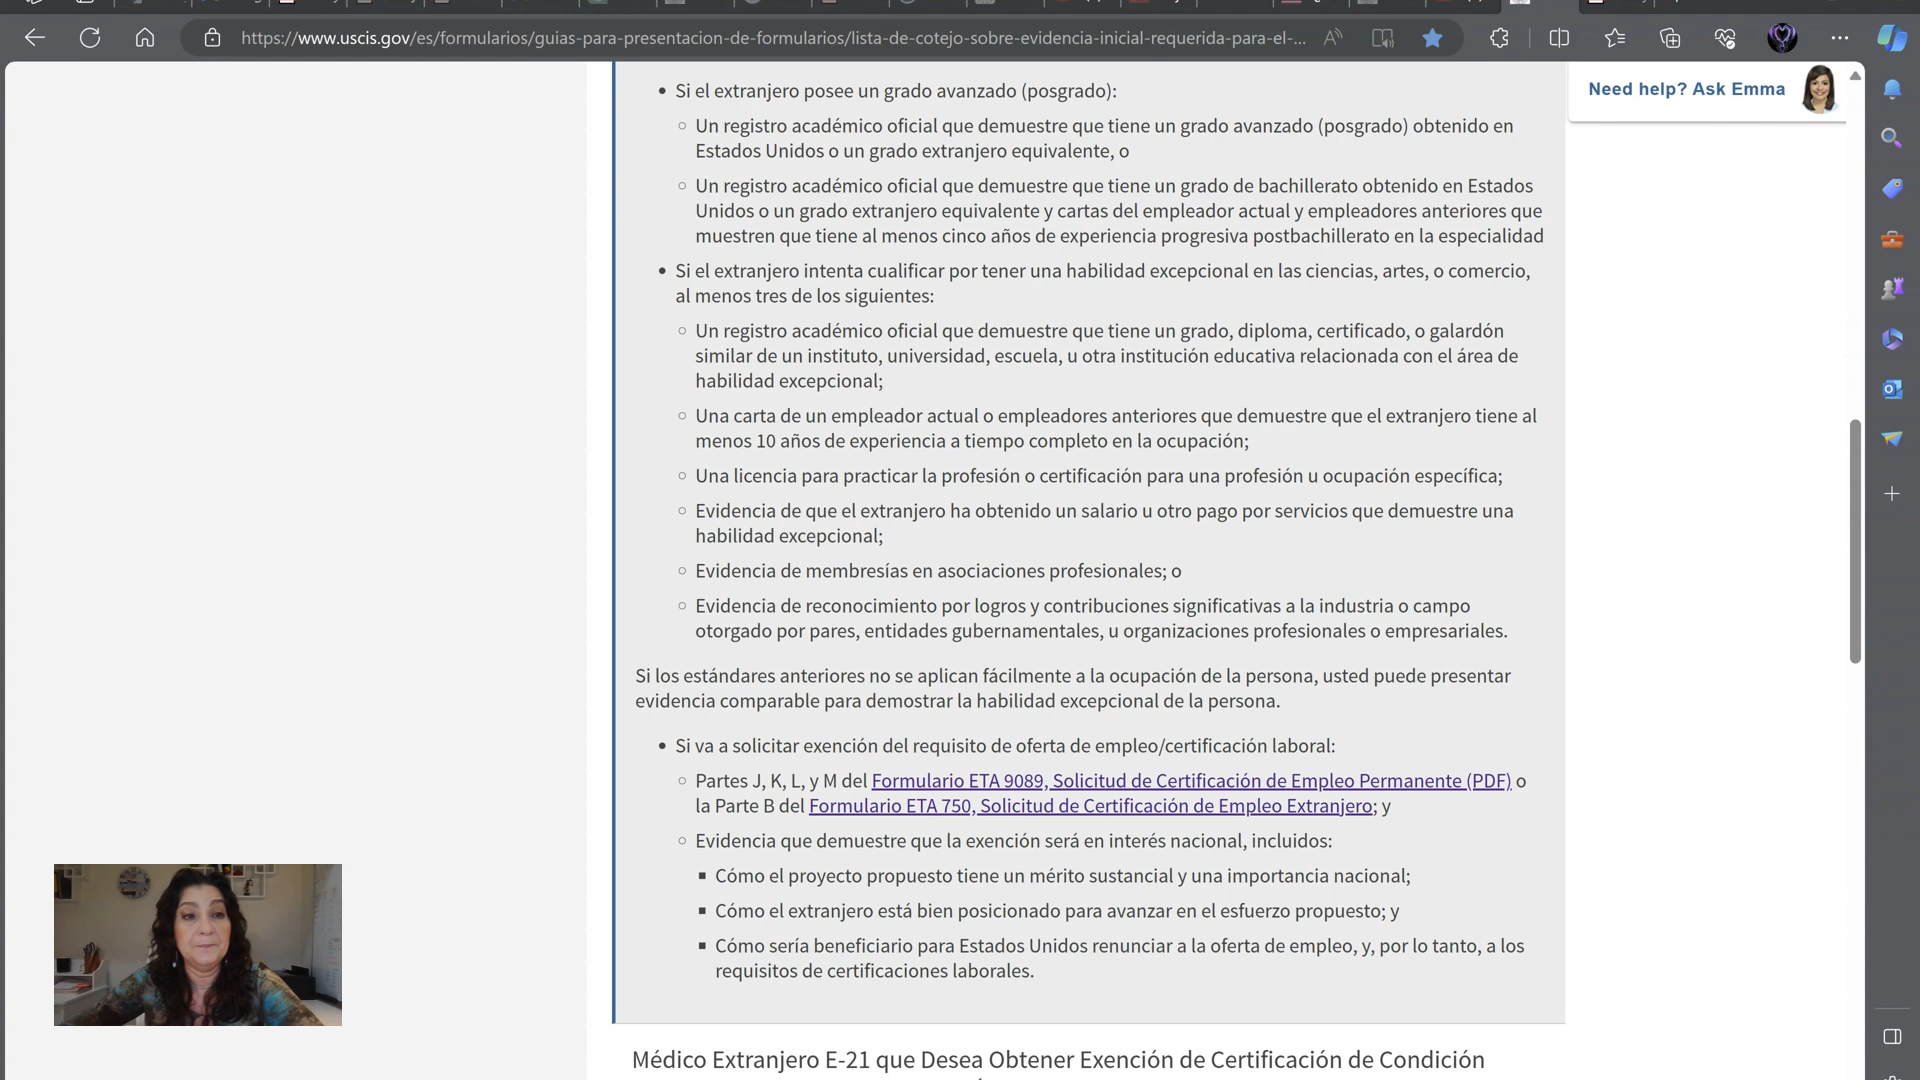 https://www.uscis.gov/es/formularios/guias-para-presentacion-de-formularios/lista-de-cotejo-sobre-evidencia-inicial-requerida-para-el-...
Need help? Ask Emma
Si el extranjero posee un grado avanzado (posgrado):
Un registro académico oficial que demuestre que tiene un grado avanzado (posgrado) obtenido en
Estados Unidos o un grado extranjero equivalente, o
Un registro académico oficial que demuestre que tiene un grado de bachillerato obtenido en Estados
Unidos o un grado extranjero equivalente y cartas del empleador actual y empleadores anteriores que
muestren que tiene al menos cinco años de experiencia progresiva postbachillerato en la especialidad
Si el extranjero intenta cualificar por tener una habilidad excepcional en las ciencias, artes, o comercio,
al menos tres de los siguientes:
Un registro académico oficial que demuestre que tiene un grado, diploma, certificado, o galardón
similar de un instituto, universidad, escuela, u otra institución educativa relacionada con el área de
habilidad excepcional;
Una carta de un empleador actual o empleadores anteriores que demuestre que el extranjero tiene al
menos 10 años de experiencia a tiempo completo en la ocupación;
Una licencia para practicar la profesión o certificación para una profesión u ocupación específica;
Evidencia de que el extranjero ha obtenido un salario u otro pago por servicios que demuestre una
habilidad excepcional;
Evidencia de membresías en asociaciones profesionales; o
Evidencia de reconocimiento por logros y contribuciones significativas a la industria o campo
otorgado por pares, entidades gubernamentales, u organizaciones profesionales o empresariales.
Si los estándares anteriores no se aplican fácilmente a la ocupación de la persona, usted puede presentar
evidencia comparable para demostrar la habilidad excepcional de la persona.
Si va a solicitar exención del requisito de oferta de empleo/certificación laboral:
Partes J, K, L, y M del Formulario ETA 9089, Solicitud de Certificación de Empleo Permanente (PDF) o
la Parte B del Formulario ETA 750, Solicitud de Certificación de Empleo Extranjero; y
Evidencia que demuestre que la exención será en interés nacional, incluidos:
Cómo el proyecto propuesto tiene un mérito sustancial y una importancia nacional;
Cómo el extranjero está bien posicionado para avanzar en el esfuerzo propuesto; y
Cómo sería beneficiario para Estados Unidos renunciar a la oferta de empleo, y, por lo tanto, a los
requisitos de certificaciones laborales.
Médico Extranjero E-21 que Desea Obtener Exención de Certificación de Condición